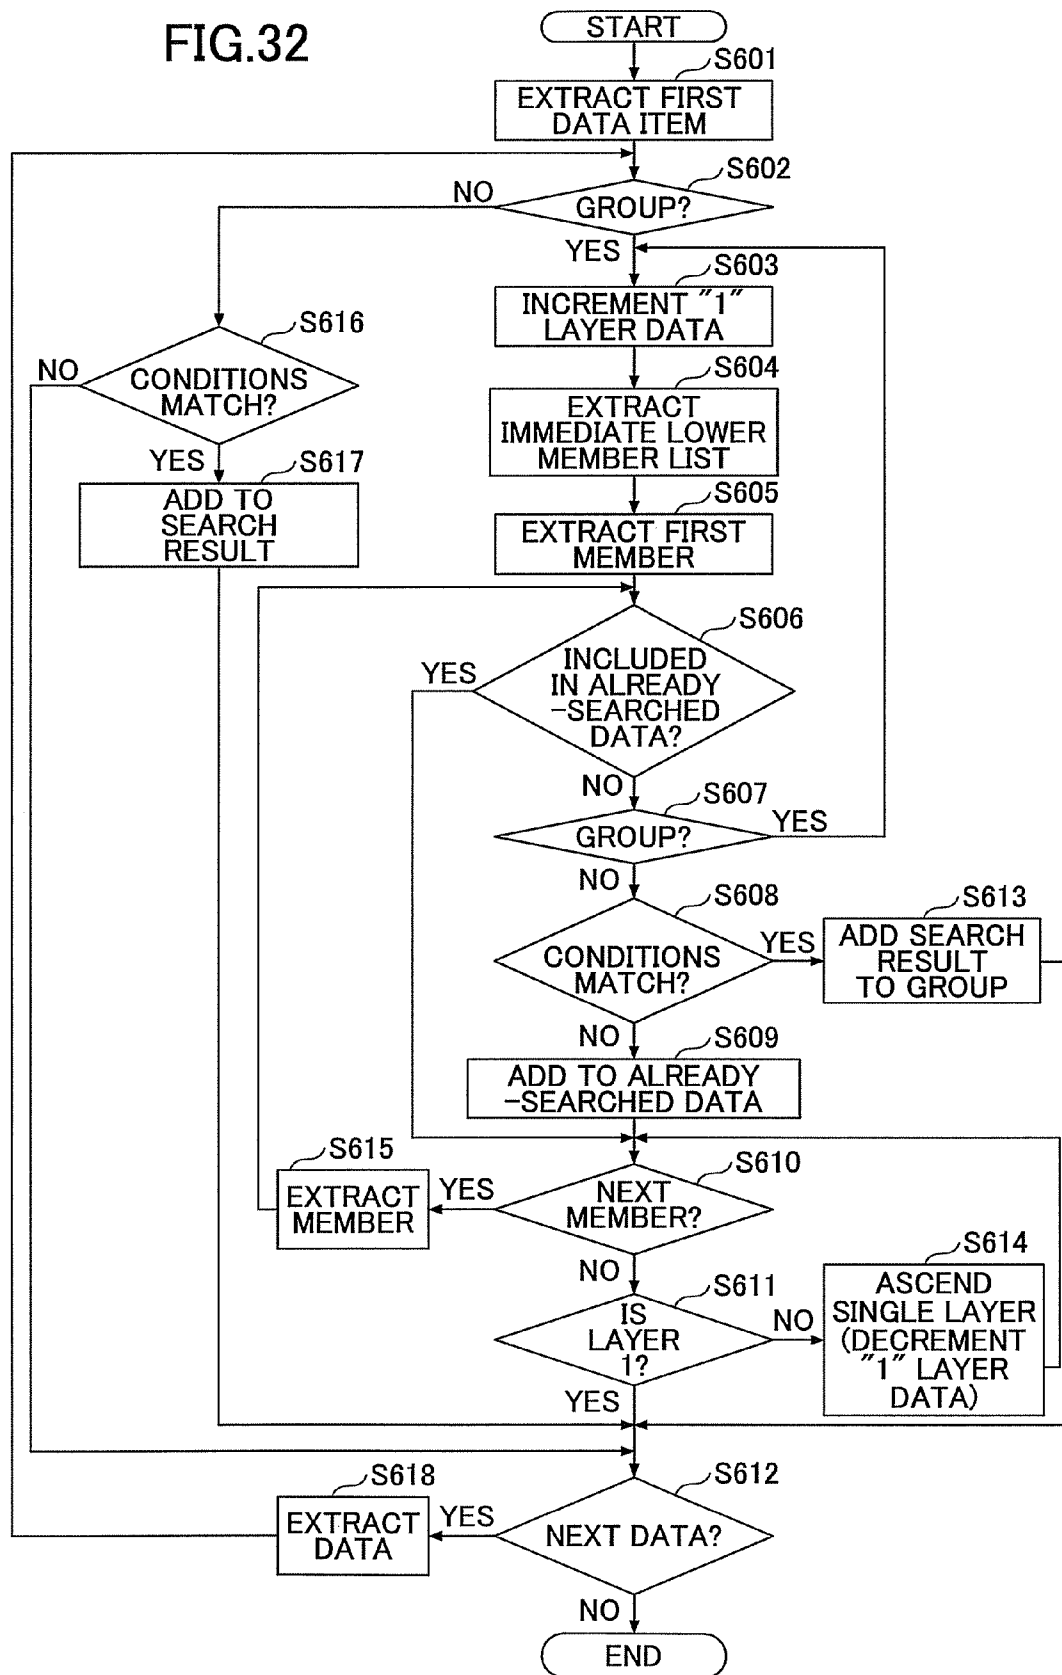 FIG.32
START
S601
EXTRACT FIRST
DATA ITEM
S602
NO
GROUP?
YES
S603
INCREMENT "1"
LAYER DATA
S616
NO
CONDITIONS
MATCH?
S604
EXTRACT
IMMEDIATE LOWER
MEMBER LIST
YES
S617
ADD TO
SEARCH
RESULT
S605
EXTRACT FIRST
MEMBER
S606
YES
INCLUDED
IN ALREADY
-SEARCHED
DATA?
NO
S607
GROUP?
YES
NO
S608
CONDITIONS
MATCH?
YES
S613
ADD SEARCH
RESULT
TO GROUP
NO
S609
ADD TO ALREADY
-SEARCHED DATA
S615
EXTRACT
MEMBER
YES
S610
NEXT
MEMBER?
NO
S611
IS
LAYER
1?
NO
S614
ASCEND
SINGLE LAYER
(DECREMENT
"1" LAYER
DATA)
YES
S618
EXTRACT
DATA
YES
S612
NEXT DATA?
NO
END